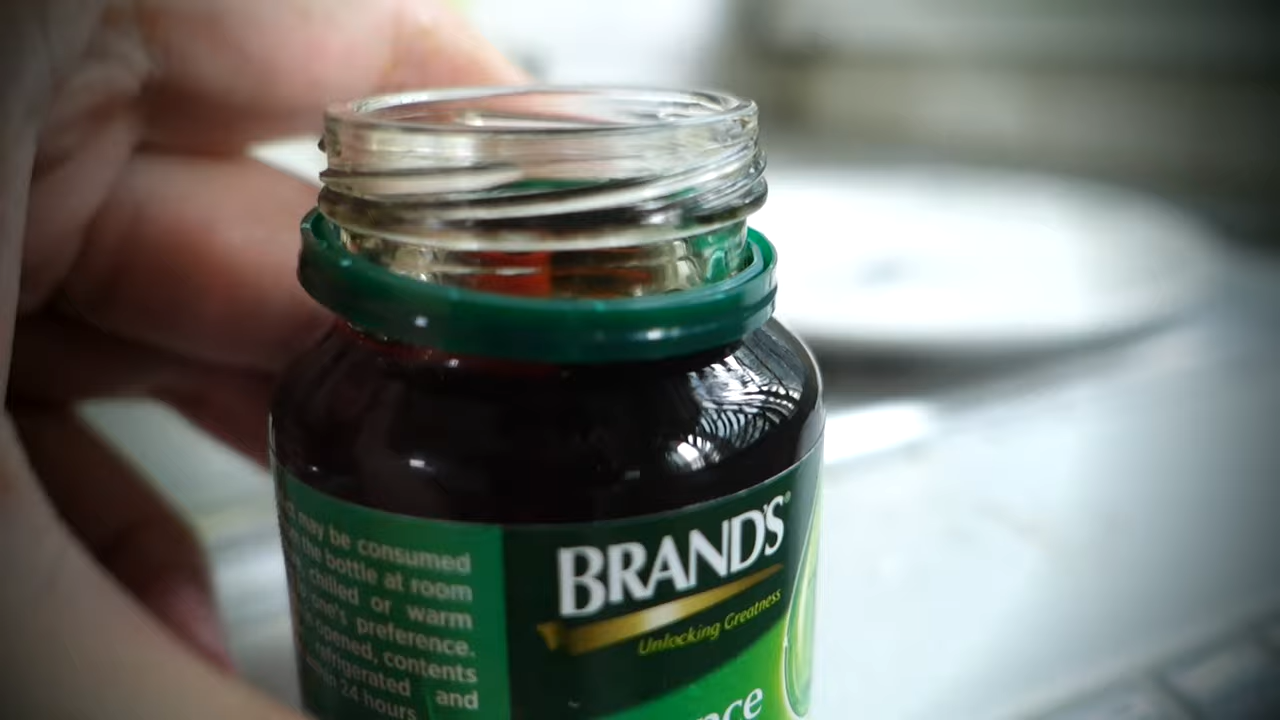 may be consumed
the bottle at room
chilled or warm
one's preference.
opened, contents
refrigerated and
24 hours
BRAND'S®
Unlocking Greatness